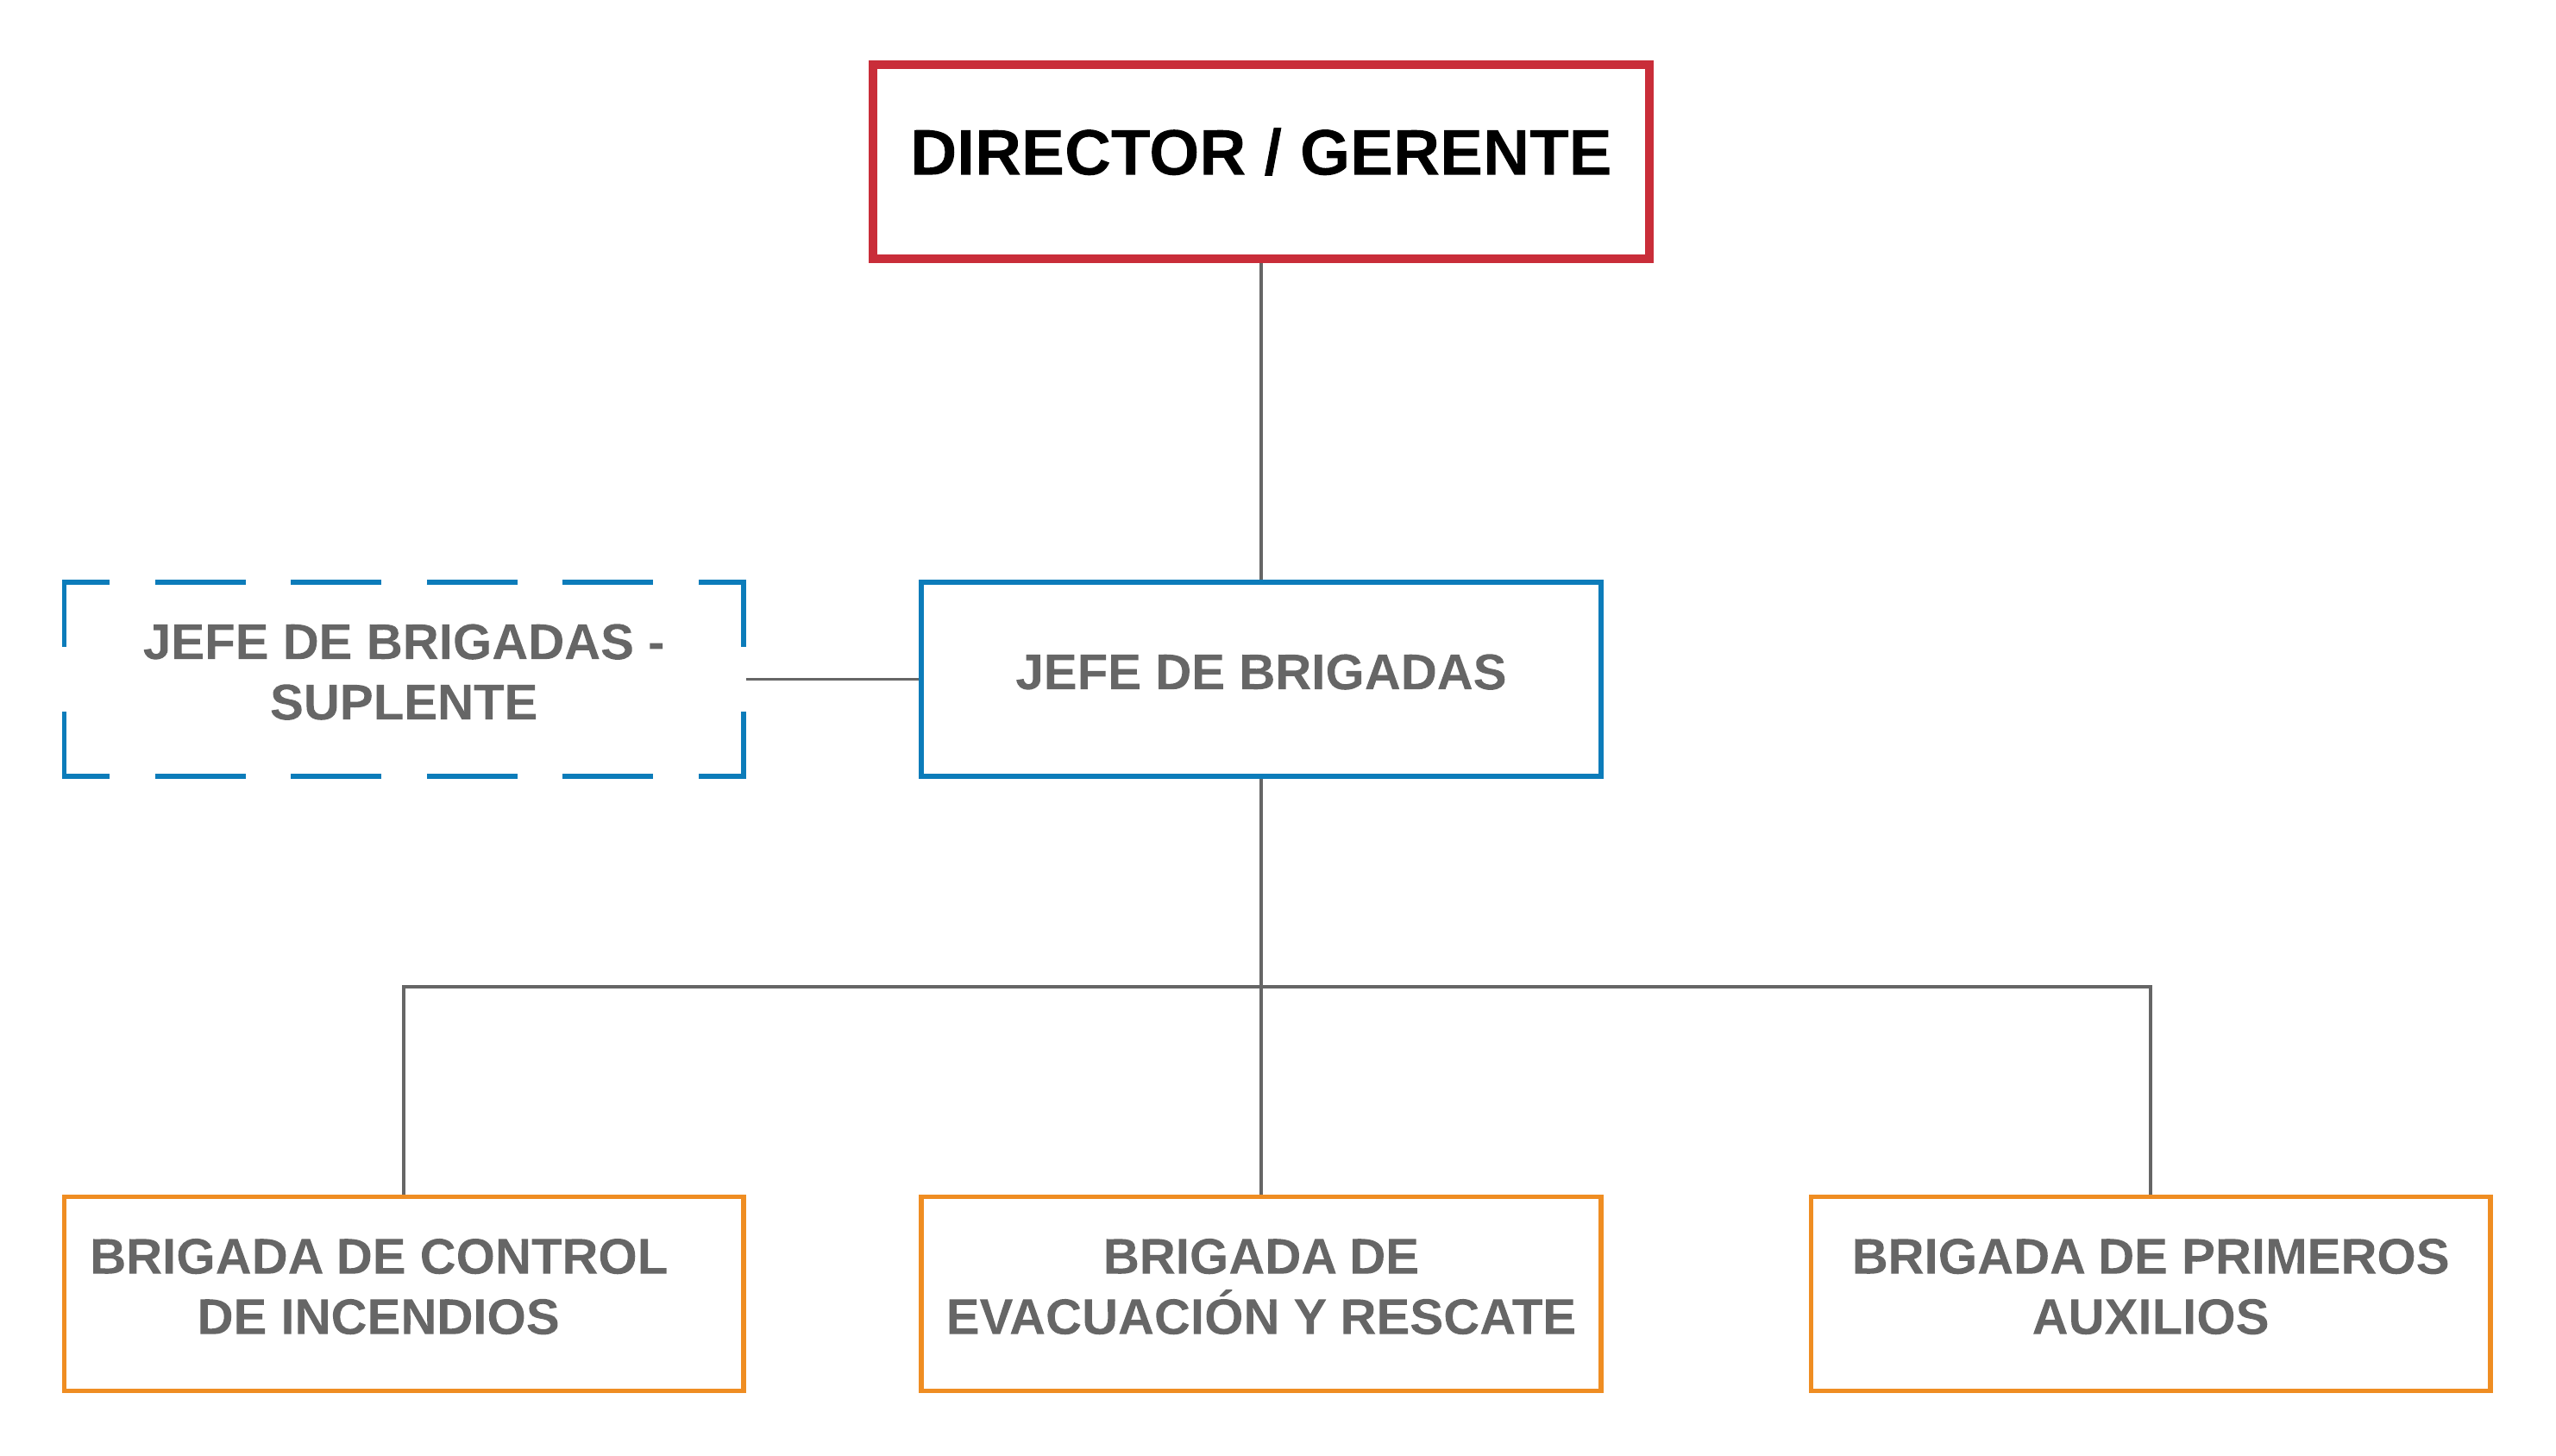 DIRECTOR / GERENTE
JEFE DE BRIGADAS -
SUPLENTE
JEFE DE BRIGADAS
BRIGADA DE CONTROL
DE INCENDIOS
BRIGADA DE
EVACUACIÓN Y RESCATE
BRIGADA DE PRIMEROS
AUXILIOS